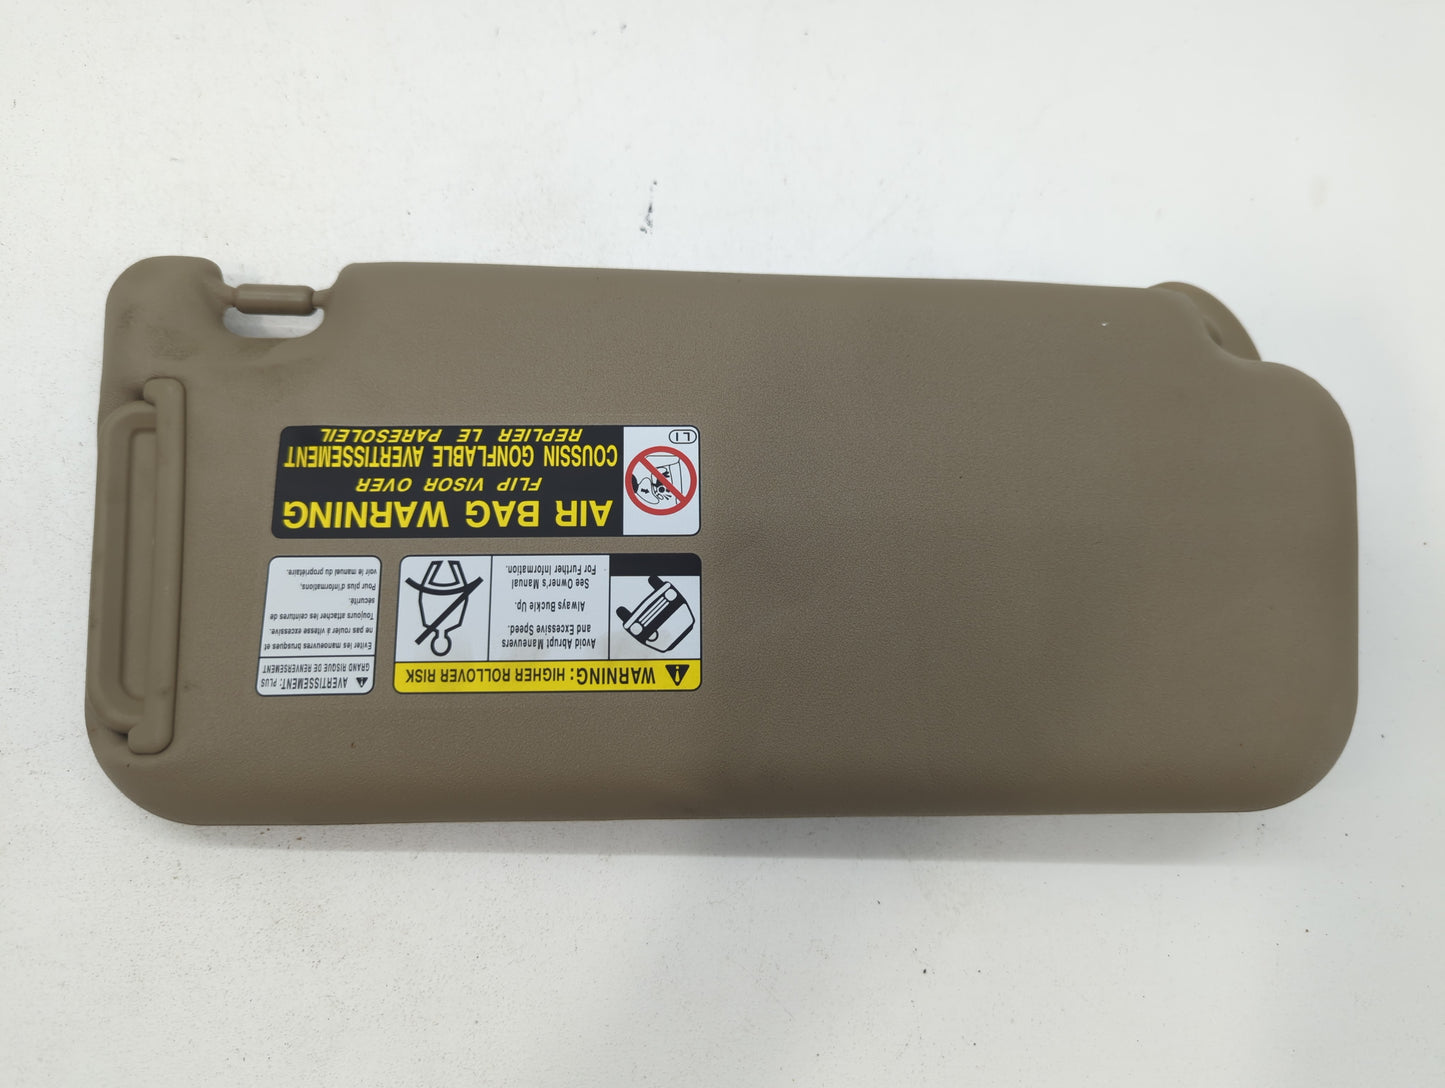 WARNING: HIGHER ROLLOVER RISK
Avoid Abrupt Maneuvers
and Excessive Speed.
Always Buckle Up.
See Owner's Manual
For Further Information.
AVERTISSEMENT: PLUS
GRAND RISQUE DE RENVERSEMENT
Eviter les manoeuvres brusques et
ne pas rouler à vitesse excessive.
Toujours attacher les ceintures de
sécurité.
Pour plus d'informations,
voir le manuel du propriétaire.
AIR BAG WARNING
FLIP VISOR OVER
COUSSIN GONFLABLE AVERTISSEMENT
REPLIER LE PARESOLEIL
L1